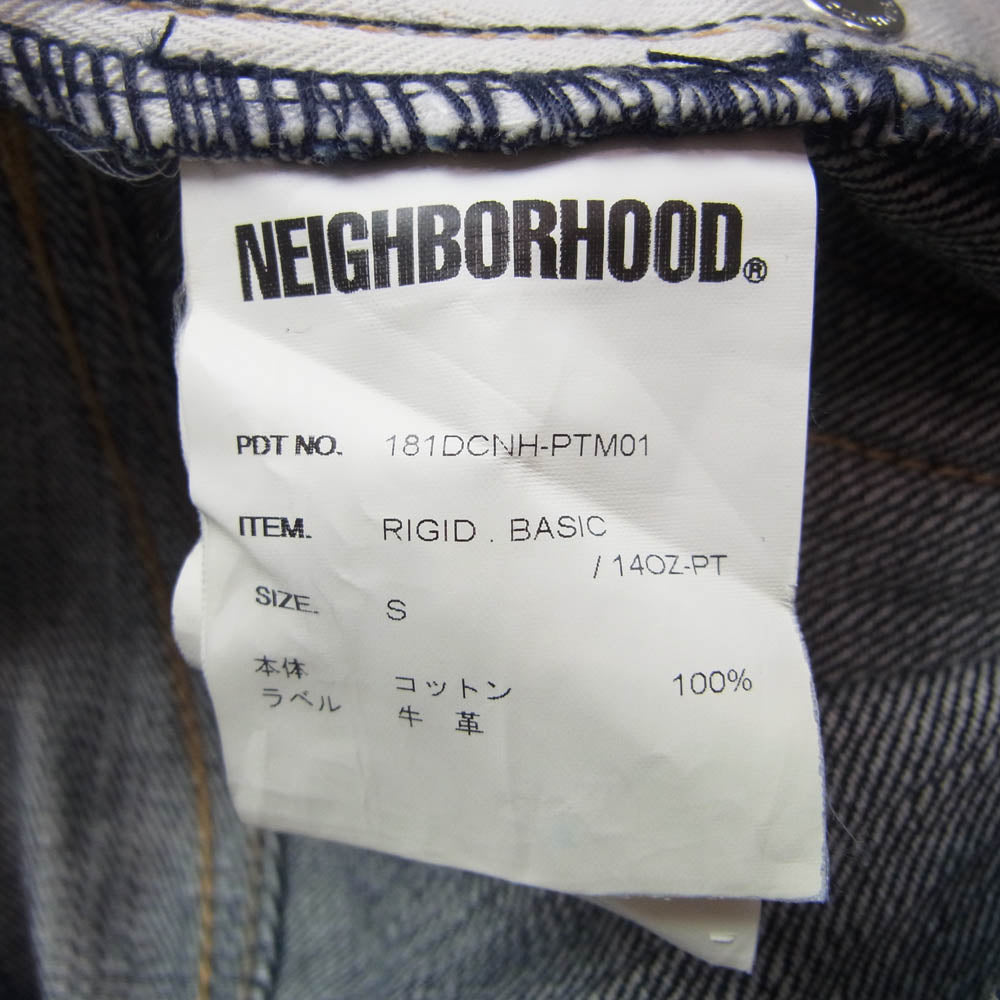 NEIGHBORHOOD®
PDT NO. 181DCNH-PTM01
ITEM. RIGID . BASIC
/ 14OZ-PT
SIZE. S
本体 コットン 100%
ラベル 牛 革